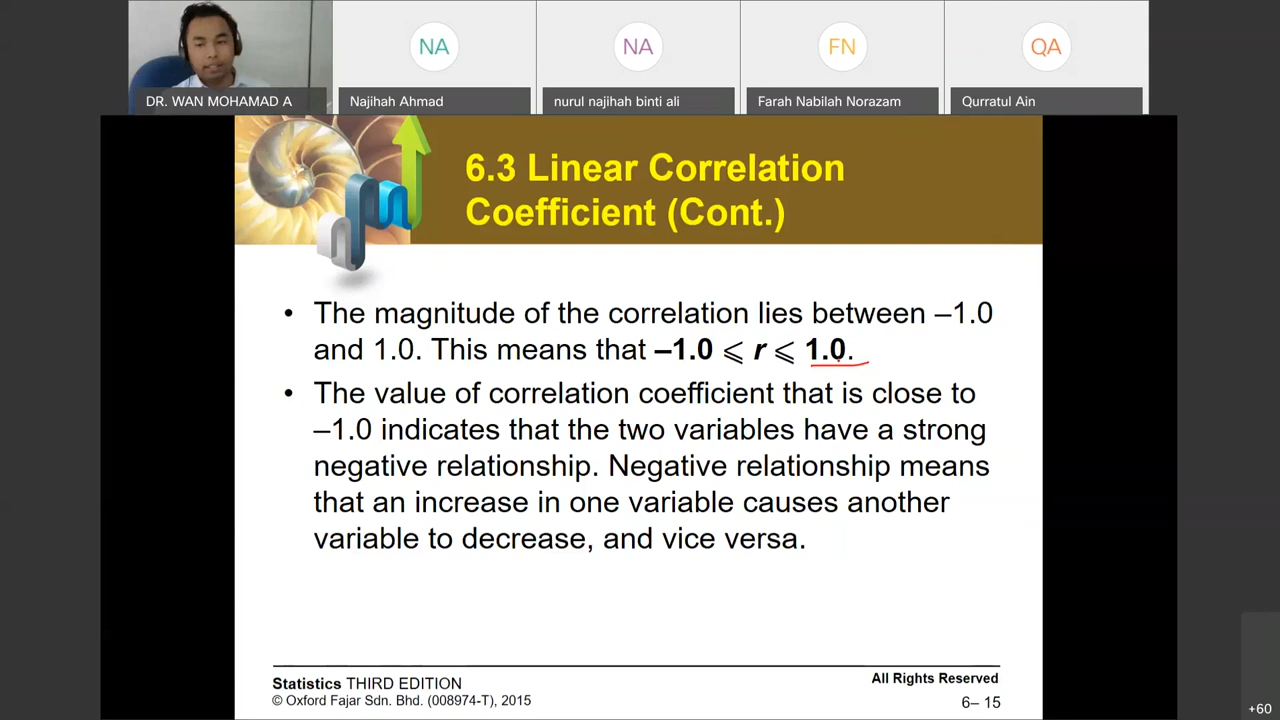 NA
NA
FN
QA
DR. WAN MOHAMAD A
Najihah Ahmad
nurul najihah binti ali
Farah Nabilah Norazam
Qurratul Ain
6.3 Linear Correlation
Coefficient (Cont.)
• The magnitude of the correlation lies between –1.0
and 1.0. This means that –1.0 ⩽ r ⩽ 1.0.
• The value of correlation coefficient that is close to
–1.0 indicates that the two variables have a strong
negative relationship. Negative relationship means
that an increase in one variable causes another
variable to decrease, and vice versa.
Statistics THIRD EDITION
All Rights Reserved
© Oxford Fajar Sdn. Bhd. (008974-T), 2015
6– 15
+60